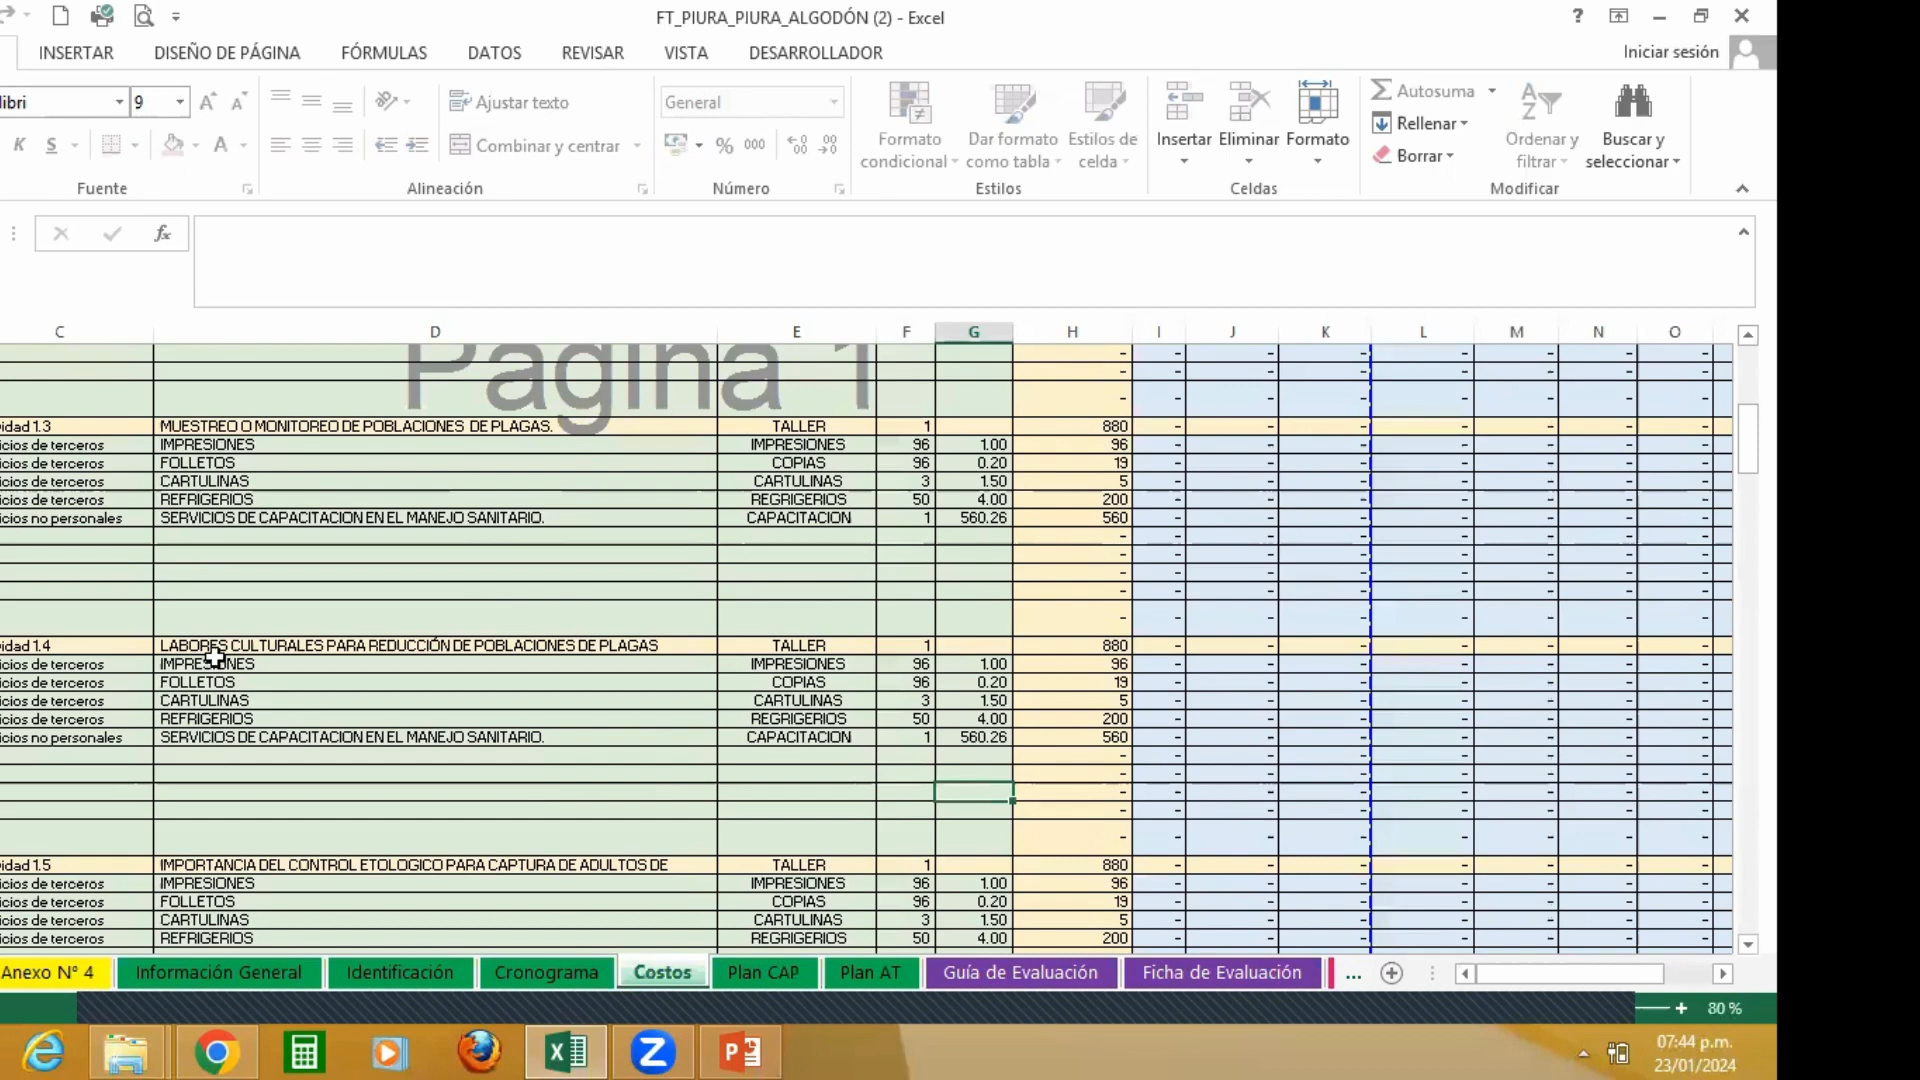 FT_PIURA_PIURA_ALGODÓN (2) - Excel
INSERTAR DISEÑO DE PÁGINA FÓRMULAS DATOS REVISAR VISTA DESARROLLADOR Iniciar sesión
libri 9 Ajustar texto General Autosuma
K S A Combinar y centrar % 000 Rellenar
Borrar
Formato condicional Dar formato como tabla Estilos de celda Insertar Eliminar Formato Ordenar y filtrar Buscar y seleccionar
Fuente Alineación Número Estilos Celdas Modificar
fx
C D E F G H I J K L M N O
Página 1
idad 1.3 MUESTREO O MONITOREO DE POBLACIONES DE PLAGAS. TALLER 1 880 - - - - - - -
icios de terceros IMPRESIONES IMPRESIONES 96 1.00 96 - - - - - - -
icios de terceros FOLLETOS COPIAS 96 0.20 19 - - - - - - -
icios de terceros CARTULINAS CARTULINAS 3 1.50 5 - - - - - - -
icios de terceros REFRIGERIOS REGRIGERIOS 50 4.00 200 - - - - - - -
icios no personales SERVICIOS DE CAPACITACION EN EL MANEJO SANITARIO. CAPACITACION 1 560.26 560 - - - - - - -
idad 1.4 LABORES CULTURALES PARA REDUCCIÓN DE POBLACIONES DE PLAGAS TALLER 1 880 - - - - - - -
icios de terceros IMPRESIONES IMPRESIONES 96 1.00 96 - - - - - - -
icios de terceros FOLLETOS COPIAS 96 0.20 19 - - - - - - -
icios de terceros CARTULINAS CARTULINAS 3 1.50 5 - - - - - - -
icios de terceros REFRIGERIOS REGRIGERIOS 50 4.00 200 - - - - - - -
icios no personales SERVICIOS DE CAPACITACION EN EL MANEJO SANITARIO. CAPACITACION 1 560.26 560 - - - - - - -
idad 1.5 IMPORTANCIA DEL CONTROL ETOLOGICO PARA CAPTURA DE ADULTOS DE TALLER 1 880 - - - - - - -
icios de terceros IMPRESIONES IMPRESIONES 96 1.00 96 - - - - - - -
icios de terceros FOLLETOS COPIAS 96 0.20 19 - - - - - - -
icios de terceros CARTULINAS CARTULINAS 3 1.50 5 - - - - - - -
icios de terceros REFRIGERIOS REGRIGERIOS 50 4.00 200 - - - - - - -
Anexo N° 4 Información General Identificación Cronograma Costos Plan CAP Plan AT Guía de Evaluación Ficha de Evaluación ...
80 %
07:44 p.m.
23/01/2024